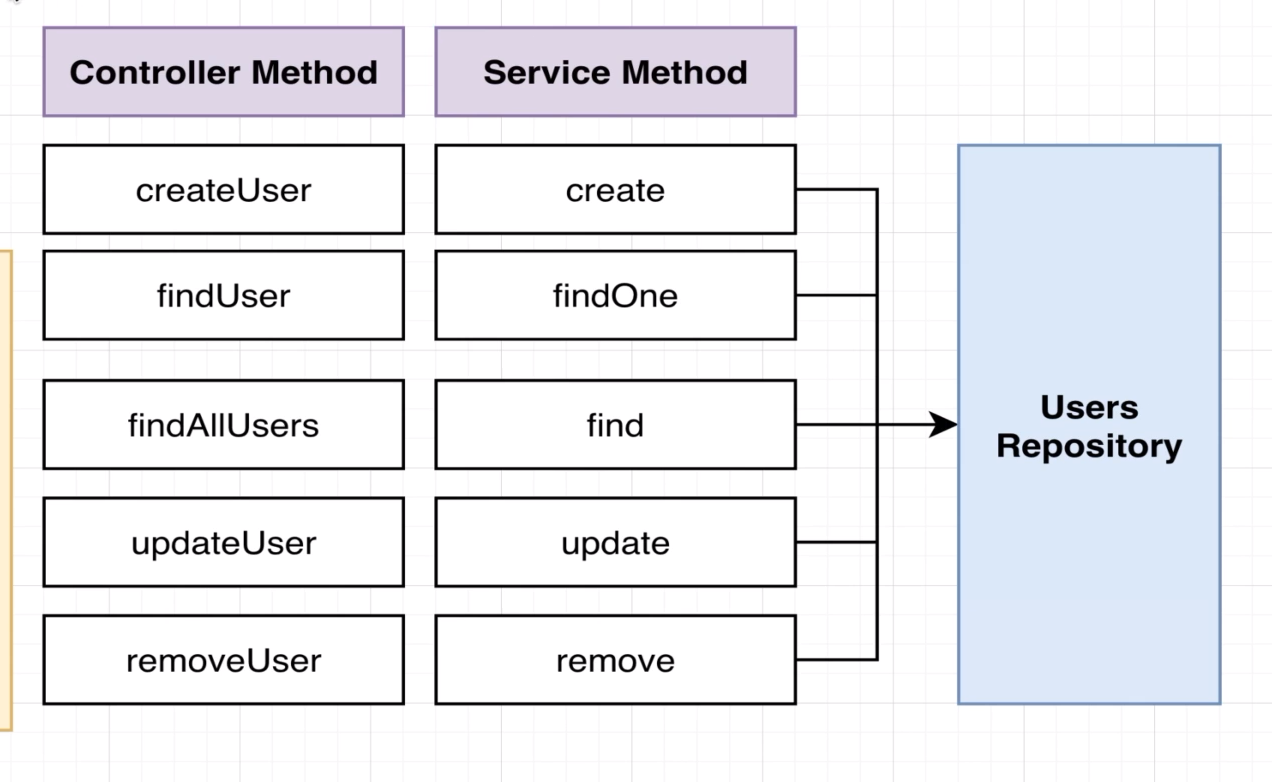 Controller Method
Service Method
createUser
create
findUser
findOne
findAllUsers
find
updateUser
update
removeUser
remove
Users
Repository